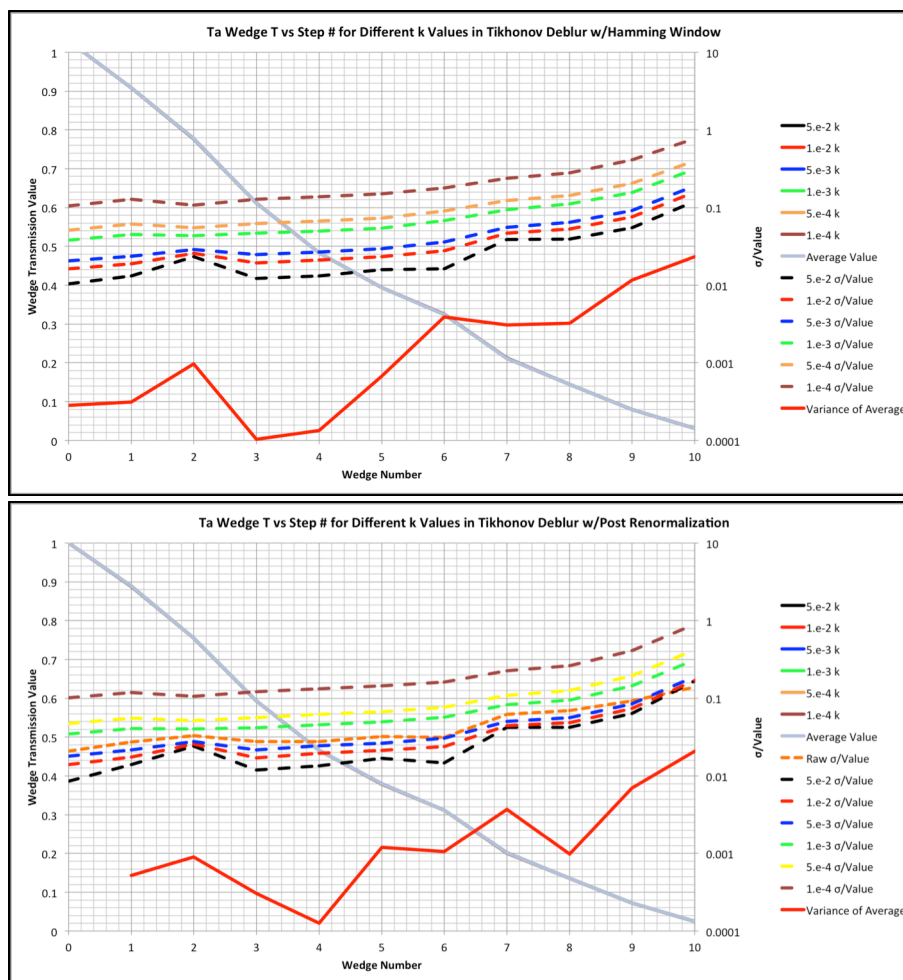 Ta Wedge T vs Step # for Different k Values in Tikhonov Deblur w/Hamming Window
Wedge Transmission Value
1
0.9
0.8
0.7
0.6
0.5
0.4
0.3
0.2
0.1
0
0 1 2 3 4 5 6 7 8 9 10
Wedge Number
10
1
0.1
0.01
0.001
0.0001
σ/Value
5.e-2 k
1.e-2 k
5.e-3 k
1.e-3 k
5.e-4 k
1.e-4 k
Average Value
5.e-2 σ/Value
1.e-2 σ/Value
5.e-3 σ/Value
1.e-3 σ/Value
5.e-4 σ/Value
1.e-4 σ/Value
Variance of Average
Ta Wedge T vs Step # for Different k Values in Tikhonov Deblur w/Post Renormalization
Wedge Transmission Value
1
0.9
0.8
0.7
0.6
0.5
0.4
0.3
0.2
0.1
0
0 1 2 3 4 5 6 7 8 9 10
Wedge Number
10
1
0.1
0.01
0.001
0.0001
σ/Value
5.e-2 k
1.e-2 k
5.e-3 k
1.e-3 k
5.e-4 k
1.e-4 k
Average Value
Raw σ/Value
5.e-2 σ/Value
1.e-2 σ/Value
5.e-3 σ/Value
1.e-3 σ/Value
5.e-4 σ/Value
1.e-4 σ/Value
Variance of Average